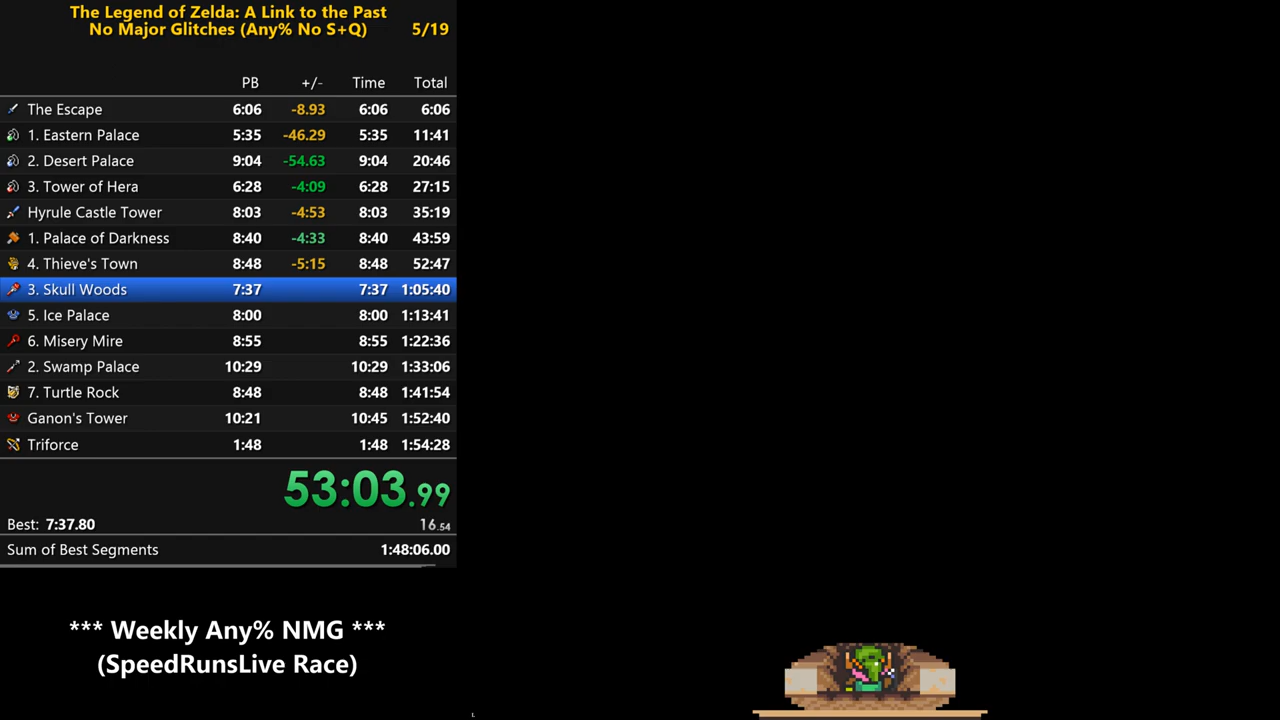 The Legend of Zelda: A Link to the Past
No Major Glitches (Any% No S+Q) 5/19
PB +/- Time Total
The Escape 6:06 -8.93 6:06 6:06
1. Eastern Palace 5:35 -46.29 5:35 11:41
2. Desert Palace 9:04 -54.63 9:04 20:46
3. Tower of Hera 6:28 -4:09 6:28 27:15
Hyrule Castle Tower 8:03 -4:53 8:03 35:19
1. Palace of Darkness 8:40 -4:33 8:40 43:59
4. Thieve's Town 8:48 -5:15 8:48 52:47
3. Skull Woods 7:37 7:37 1:05:40
5. Ice Palace 8:00 8:00 1:13:41
6. Misery Mire 8:55 8:55 1:22:36
2. Swamp Palace 10:29 10:29 1:33:06
7. Turtle Rock 8:48 8:48 1:41:54
Ganon's Tower 10:21 10:45 1:52:40
Triforce 1:48 1:48 1:54:28
53:03.99
Best: 7:37.80 16.54
Sum of Best Segments 1:48:06.00
*** Weekly Any% NMG ***
(SpeedRunsLive Race)